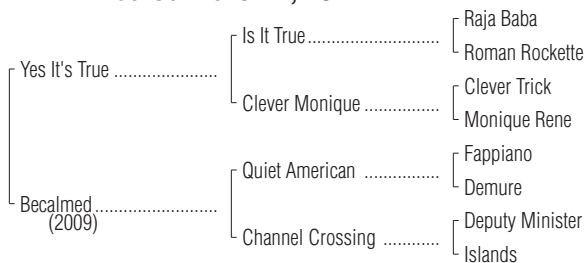 Raja Baba
Is It True
Roman Rockette
Yes It's True
Clever Trick
Clever Monique
Monique Rene
Fappiano
Quiet American
Demure
Becalmed
(2009)
Deputy Minister
Channel Crossing
Islands